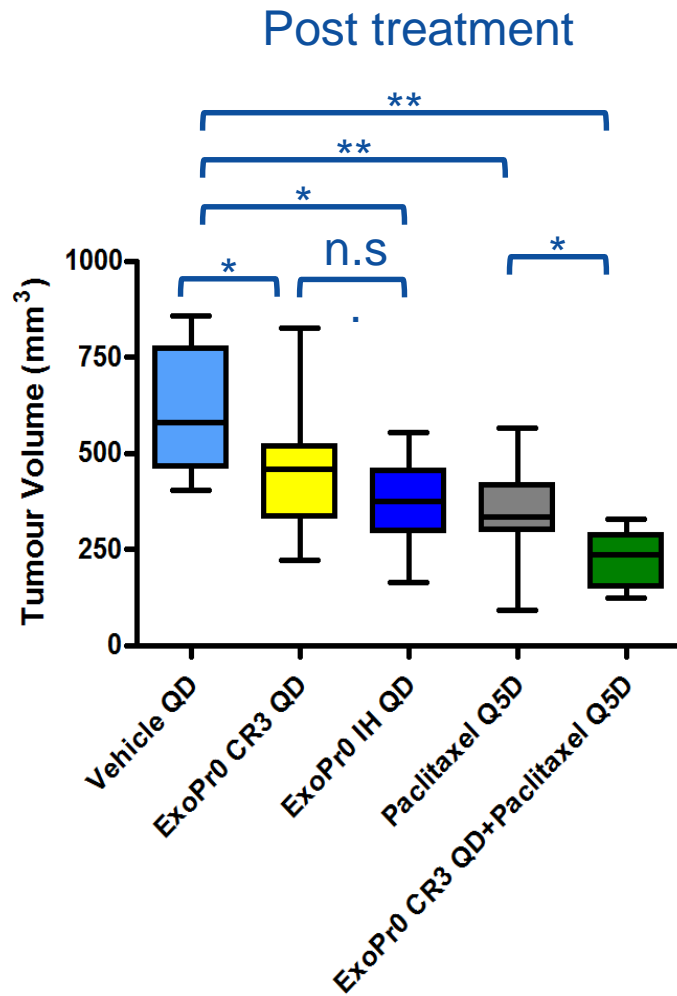 Post treatment
**
**
*
n.s
.
*
*
Tumour Volume (mm³)
1000
750
500
250
0
Vehicle QD
ExoPr0 CR3 QD
ExoPr0 IH QD
Paclitaxel Q5D
ExoPr0 CR3 QD+Paclitaxel Q5D